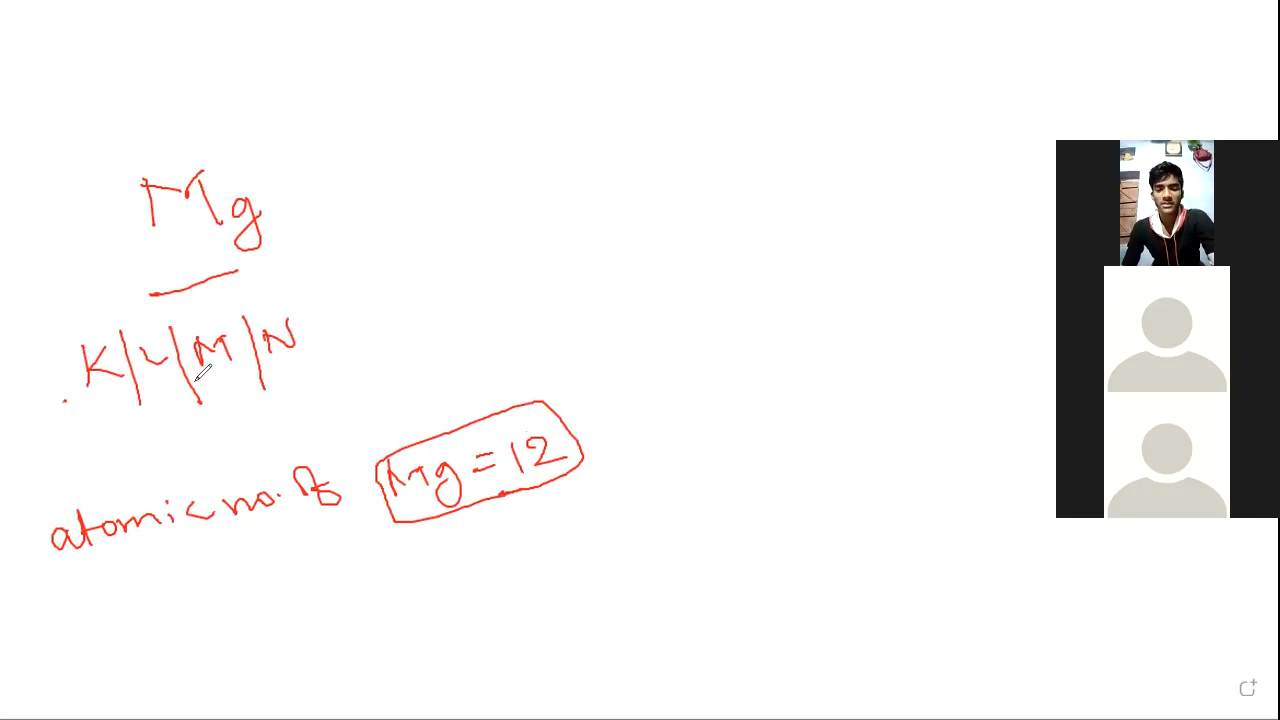 Mg
K/L/M/N
atomic no. of Mg = 12